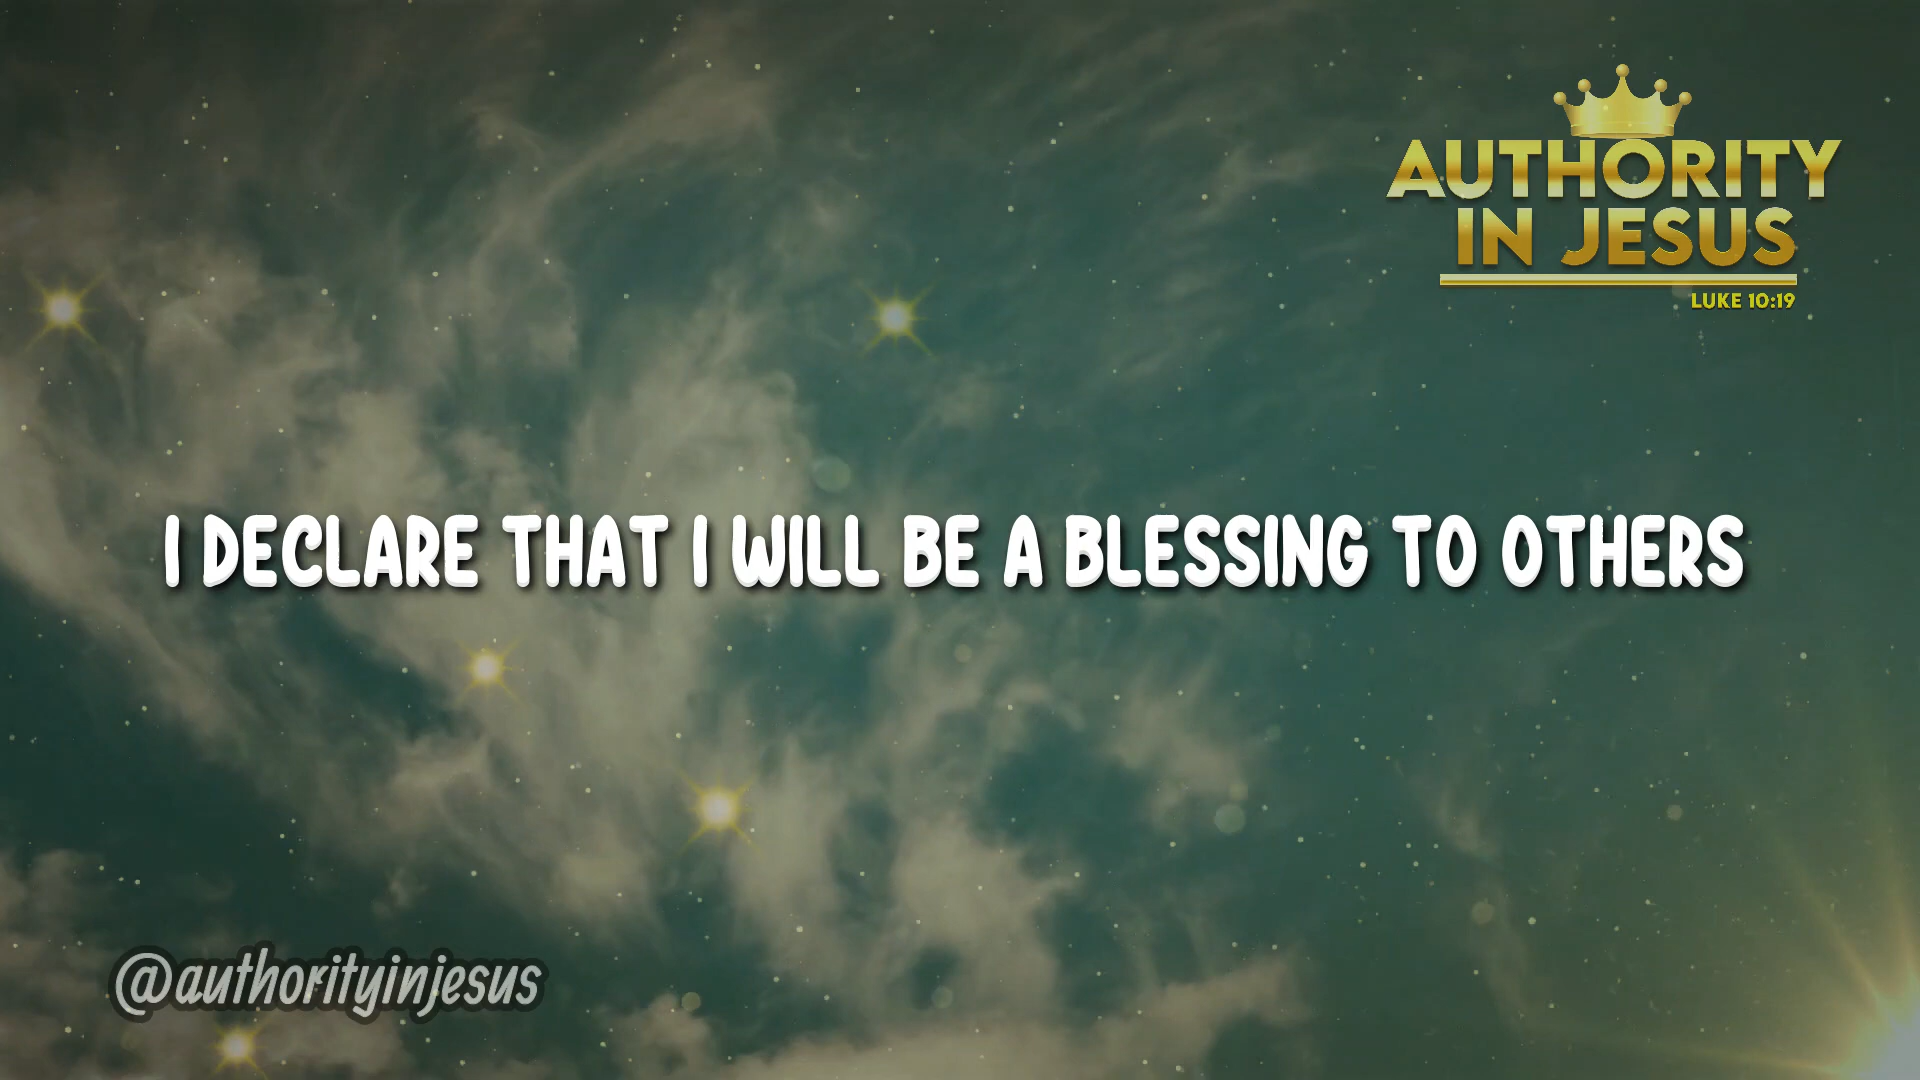 AUTHORITY
IN JESUS
LUKE 10:19
I DECLARE THAT I WILL BE A BLESSING TO OTHERS
@authorityinjesus